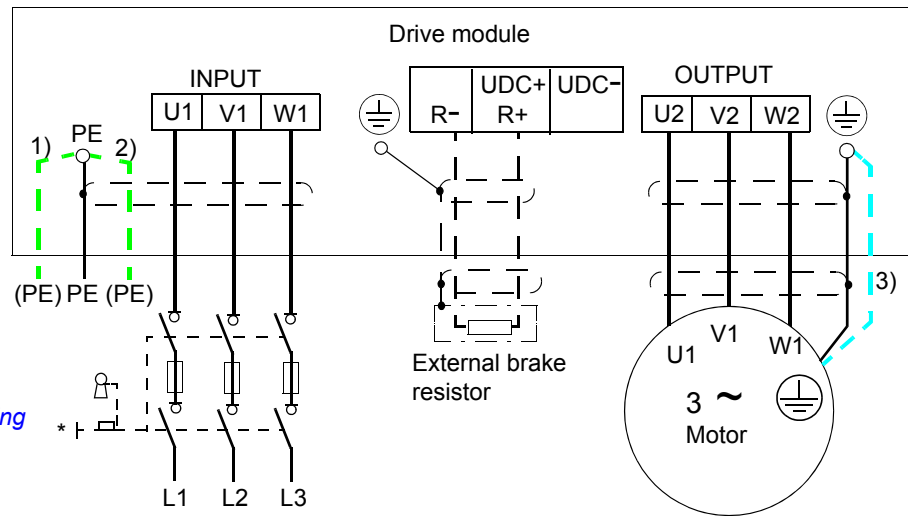 Drive module
INPUT
OUTPUT
U1 V1 W1
UDC+ UDC-
R- R+
U2 V2 W2
1) PE 2)
(PE) PE (PE)
3)
External brake
resistor
U1 V1 W1
3 ~
Motor
ng
*
L1 L2 L3